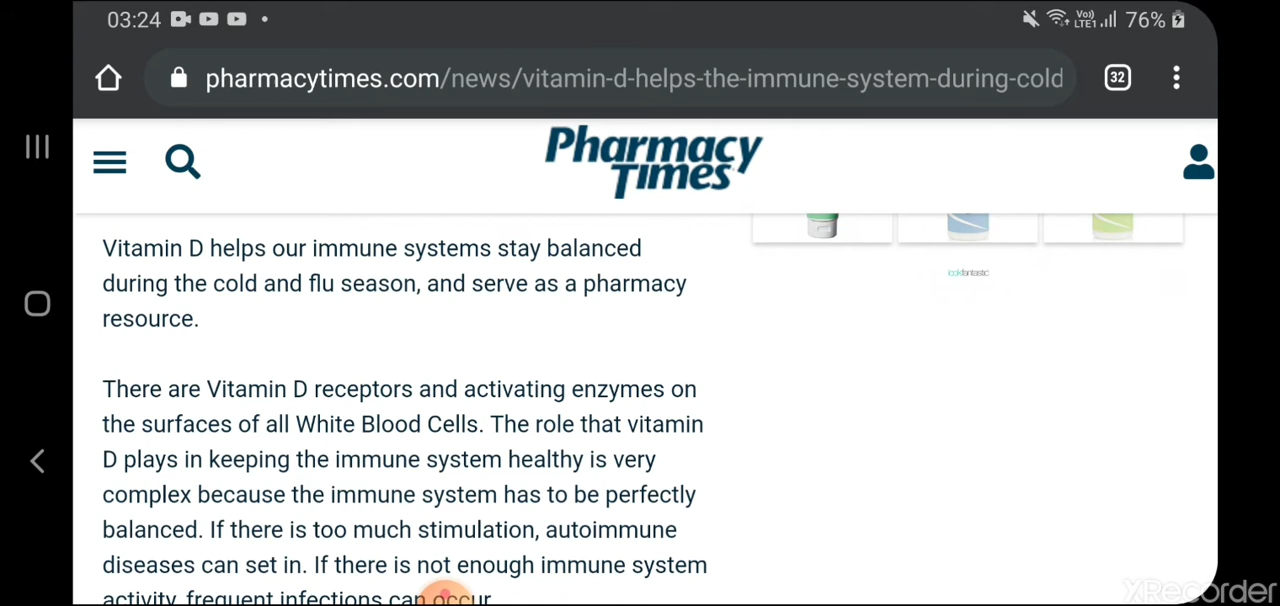 03:24
Vo))
LTE1
76%
pharmacytimes.com/news/vitamin-d-helps-the-immune-system-during-cold
32
Pharmacy
Times
Vitamin D helps our immune systems stay balanced
during the cold and flu season, and serve as a pharmacy
resource.
lookfantastic
There are Vitamin D receptors and activating enzymes on
the surfaces of all White Blood Cells. The role that vitamin
D plays in keeping the immune system healthy is very
complex because the immune system has to be perfectly
balanced. If there is too much stimulation, autoimmune
diseases can set in. If there is not enough immune system
activity, frequent infections can occur.
XRecorder